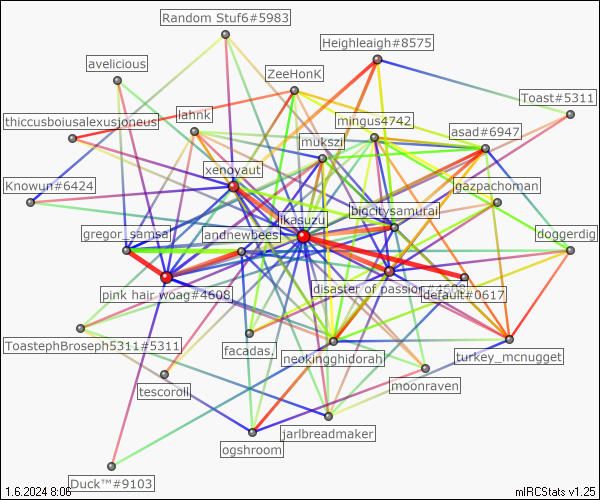 Random Stuf6#5983
Heighleaigh#8575
avelicious
ZeeHonK
Toast#5311
thiccusboiusalexusjoneus
lahnk
mingus4742
mukszi
asad#6947
xenoyaut
Knowun#6424
gazpachoman
ikasuzu
bigcitysamurai
gregor_samsa
andnewbees
doggerdig
disaster of passion#4608
pink hair woag#4608
default#0617
ToastephBroseph5311#5311
facadas.
neokingghidorah
turkey_mcnugget
tescoroll
moonraven
jarlbreadmaker
ogshroom
Duck™#9103
1.6.2024 8:06
mIRCStats v1.25